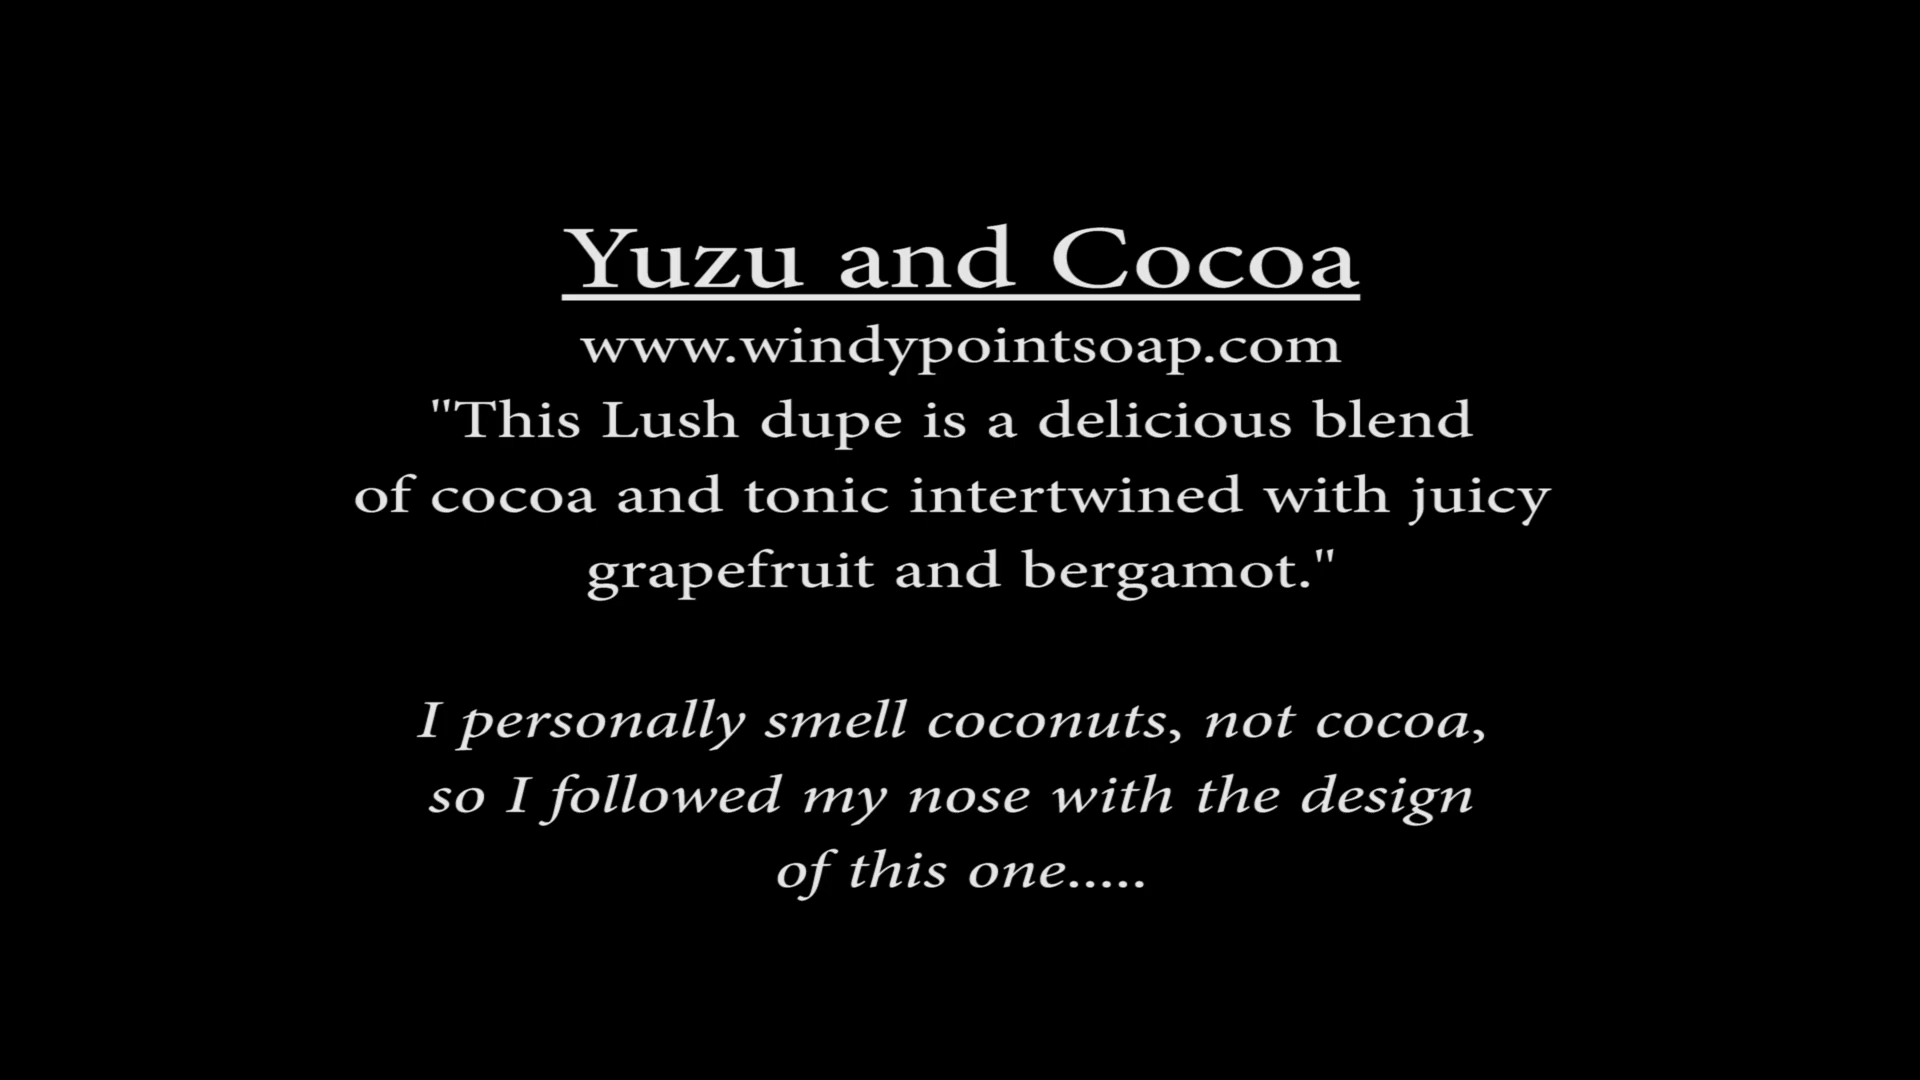 Yuzu and Cocoa
www.windypointsoap.com
"This Lush dupe is a delicious blend
of cocoa and tonic intertwined with juicy
grapefruit and bergamot."
I personally smell coconuts, not cocoa,
so I followed my nose with the design
of this one.....